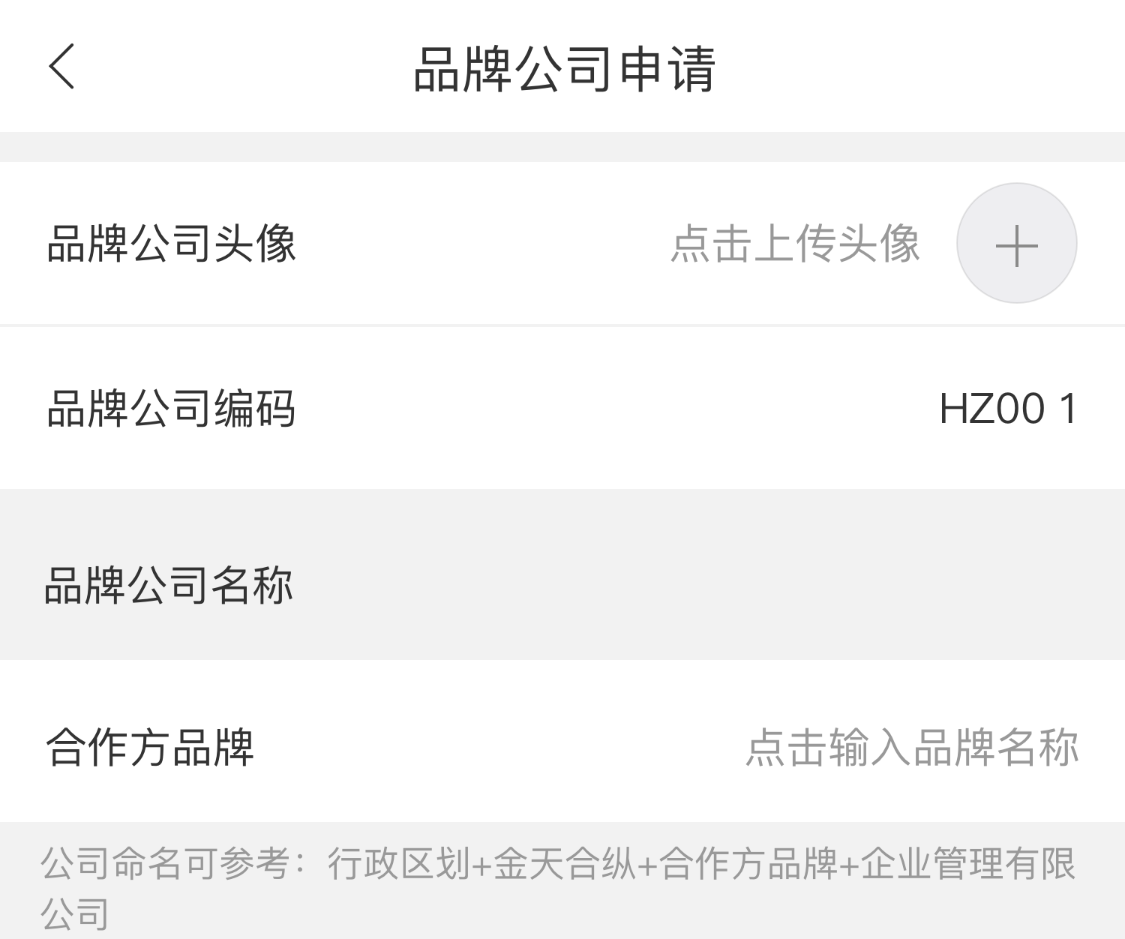 品牌公司申请
品牌公司头像 点击上传头像
品牌公司编码 HZ00 1
品牌公司名称
合作方品牌 点击输入品牌名称
公司命名可参考：行政区划+金天合纵+合作方品牌+企业管理有限
公司